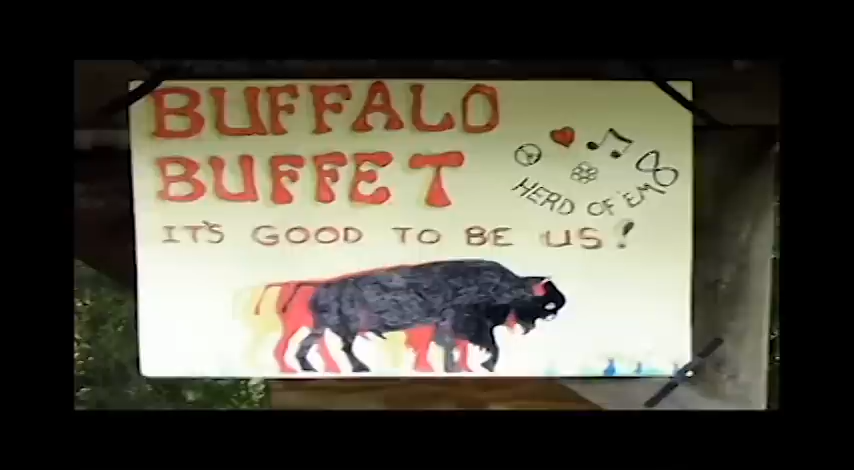 BUFFALO
BUFFET
HERD OF 'EM
IT'S GOOD TO BE US!